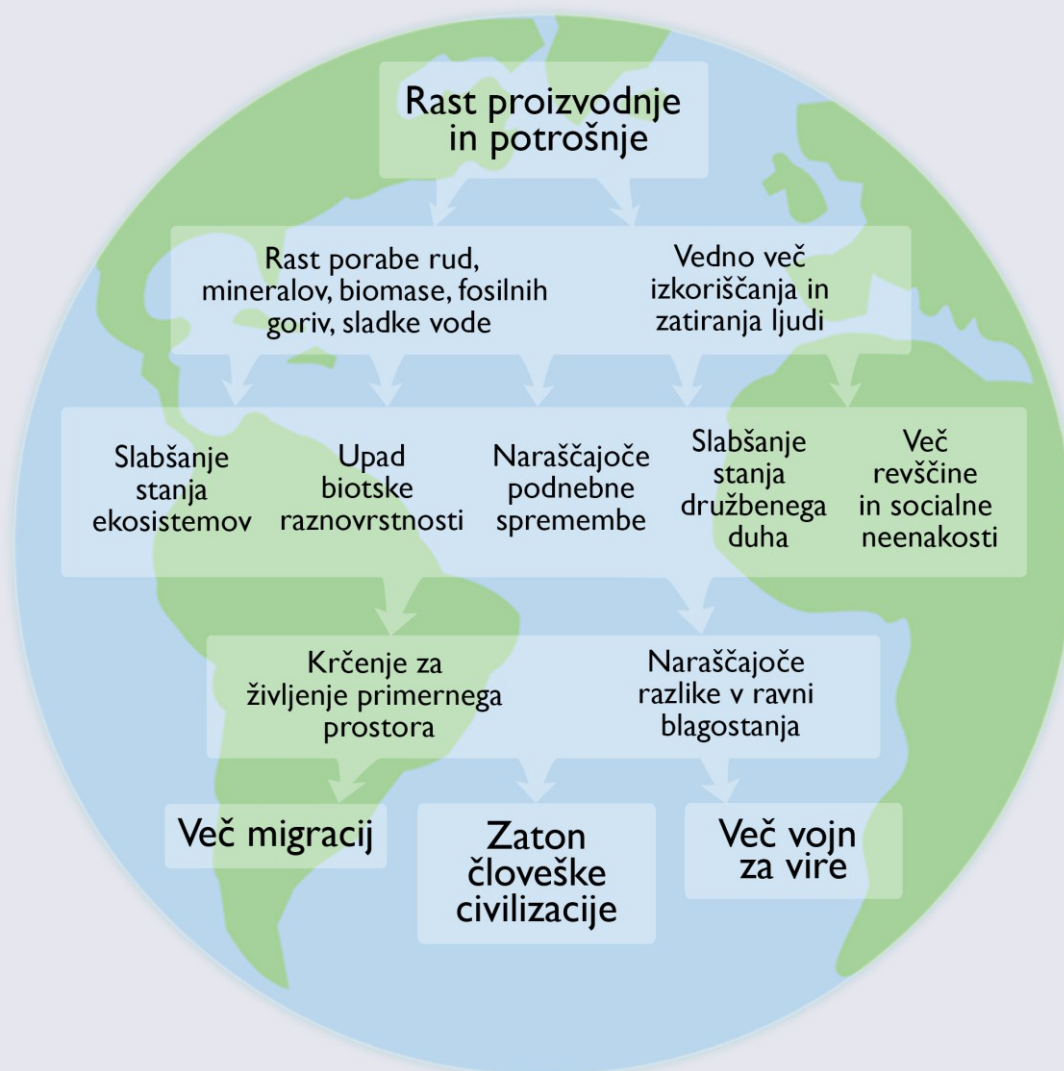 Rast proizvodnje
in potrošnje
Rast porabe rud,
mineralov, biomase, fosilnih
goriv, sladke vode
Vedno več
izkoriščanja in
zatiranja ljudi
Slabšanje
stanja
ekosistemov
Upad
biotske
raznovrstnosti
Naraščajoče
podnebne
spremembe
Slabšanje
stanja
družbenega
duha
Več
revščine
in socialne
neenakosti
Krčenje za
življenje primernega
prostora
Naraščajoče
razlike v ravni
blagostanja
Več migracij
Zaton
človeške
civilizacije
Več vojn
za vire